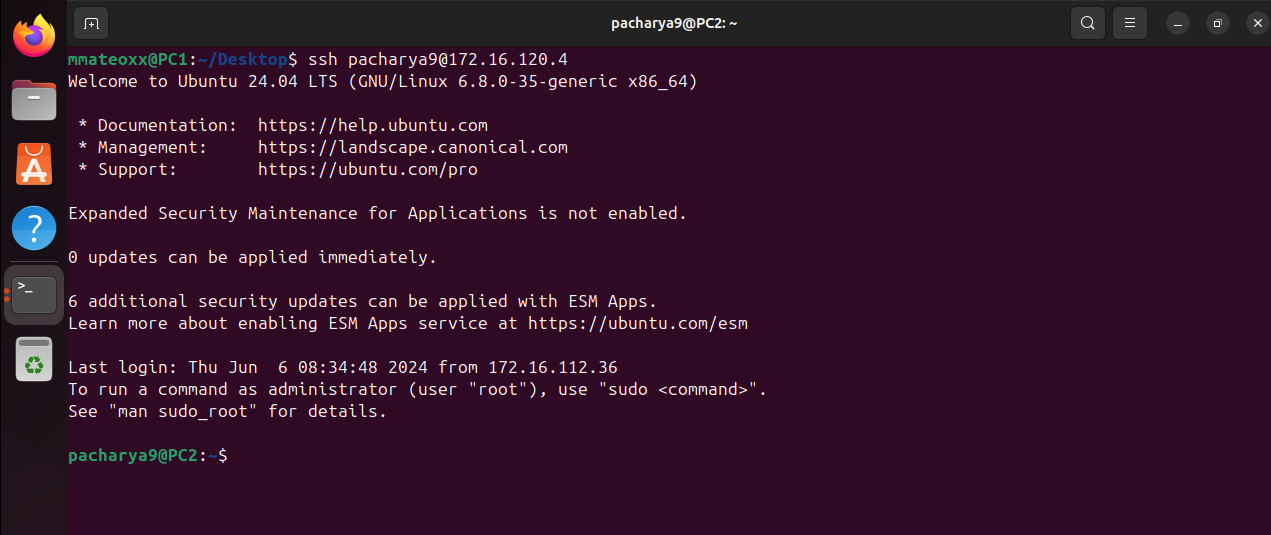 pacharya9@PC2: ~
mmateoxx@PC1:~/Desktop$ ssh pacharya9@172.16.120.4
Welcome to Ubuntu 24.04 LTS (GNU/Linux 6.8.0-35-generic x86_64)
 * Documentation:  https://help.ubuntu.com
 * Management:     https://landscape.canonical.com
 * Support:        https://ubuntu.com/pro
Expanded Security Maintenance for Applications is not enabled.
0 updates can be applied immediately.
6 additional security updates can be applied with ESM Apps.
Learn more about enabling ESM Apps service at https://ubuntu.com/esm
Last login: Thu Jun  6 08:34:48 2024 from 172.16.112.36
To run a command as administrator (user "root"), use "sudo <command>".
See "man sudo_root" for details.
pacharya9@PC2:~$